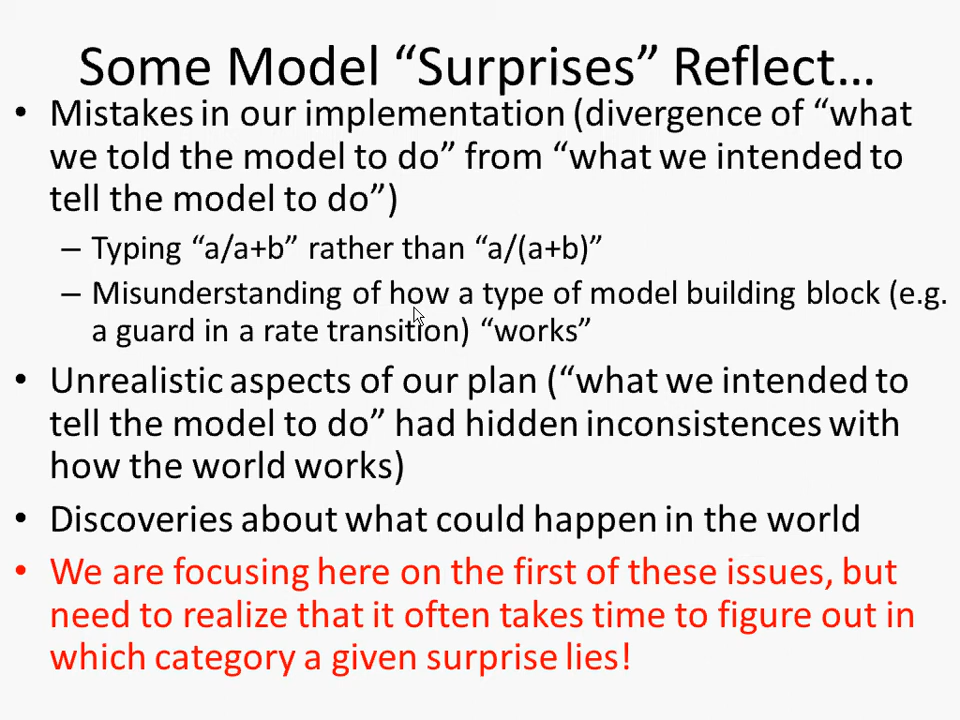 Some Model “Surprises” Reflect…
• Mistakes in our implementation (divergence of “what
we told the model to do” from “what we intended to
tell the model to do”)
– Typing “a/a+b” rather than “a/(a+b)”
– Misunderstanding of how a type of model building block (e.g.
a guard in a rate transition) “works”
• Unrealistic aspects of our plan (“what we intended to
tell the model to do” had hidden inconsistences with
how the world works)
• Discoveries about what could happen in the world
• We are focusing here on the first of these issues, but
need to realize that it often takes time to figure out in
which category a given surprise lies!